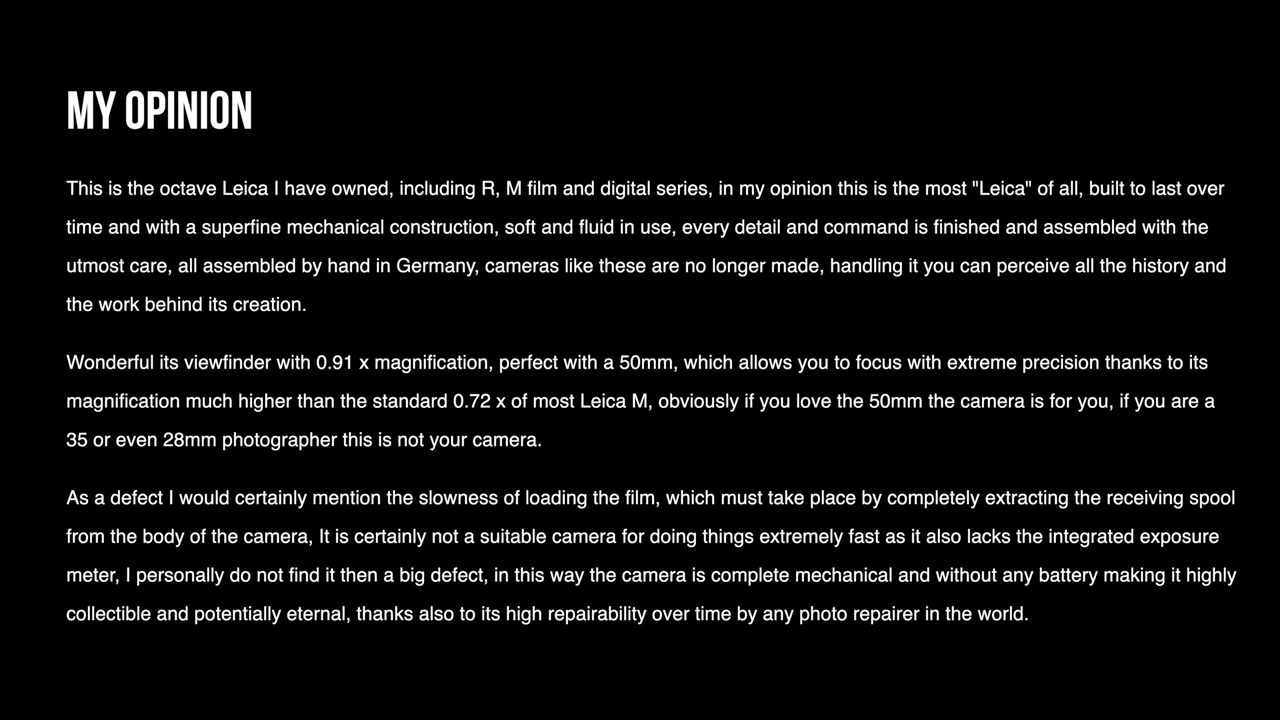 MY OPINION
This is the octave Leica I have owned, including R, M film and digital series, in my opinion this is the most "Leica" of all, built to last over
time and with a superfine mechanical construction, soft and fluid in use, every detail and command is finished and assembled with the
utmost care, all assembled by hand in Germany, cameras like these are no longer made, handling it you can perceive all the history and
the work behind its creation.
Wonderful its viewfinder with 0.91 x magnification, perfect with a 50mm, which allows you to focus with extreme precision thanks to its
magnification much higher than the standard 0.72 x of most Leica M, obviously if you love the 50mm the camera is for you, if you are a
35 or even 28mm photographer this is not your camera.
As a defect I would certainly mention the slowness of loading the film, which must take place by completely extracting the receiving spool
from the body of the camera, It is certainly not a suitable camera for doing things extremely fast as it also lacks the integrated exposure
meter, I personally do not find it then a big defect, in this way the camera is complete mechanical and without any battery making it highly
collectible and potentially eternal, thanks also to its high repairability over time by any photo repairer in the world.